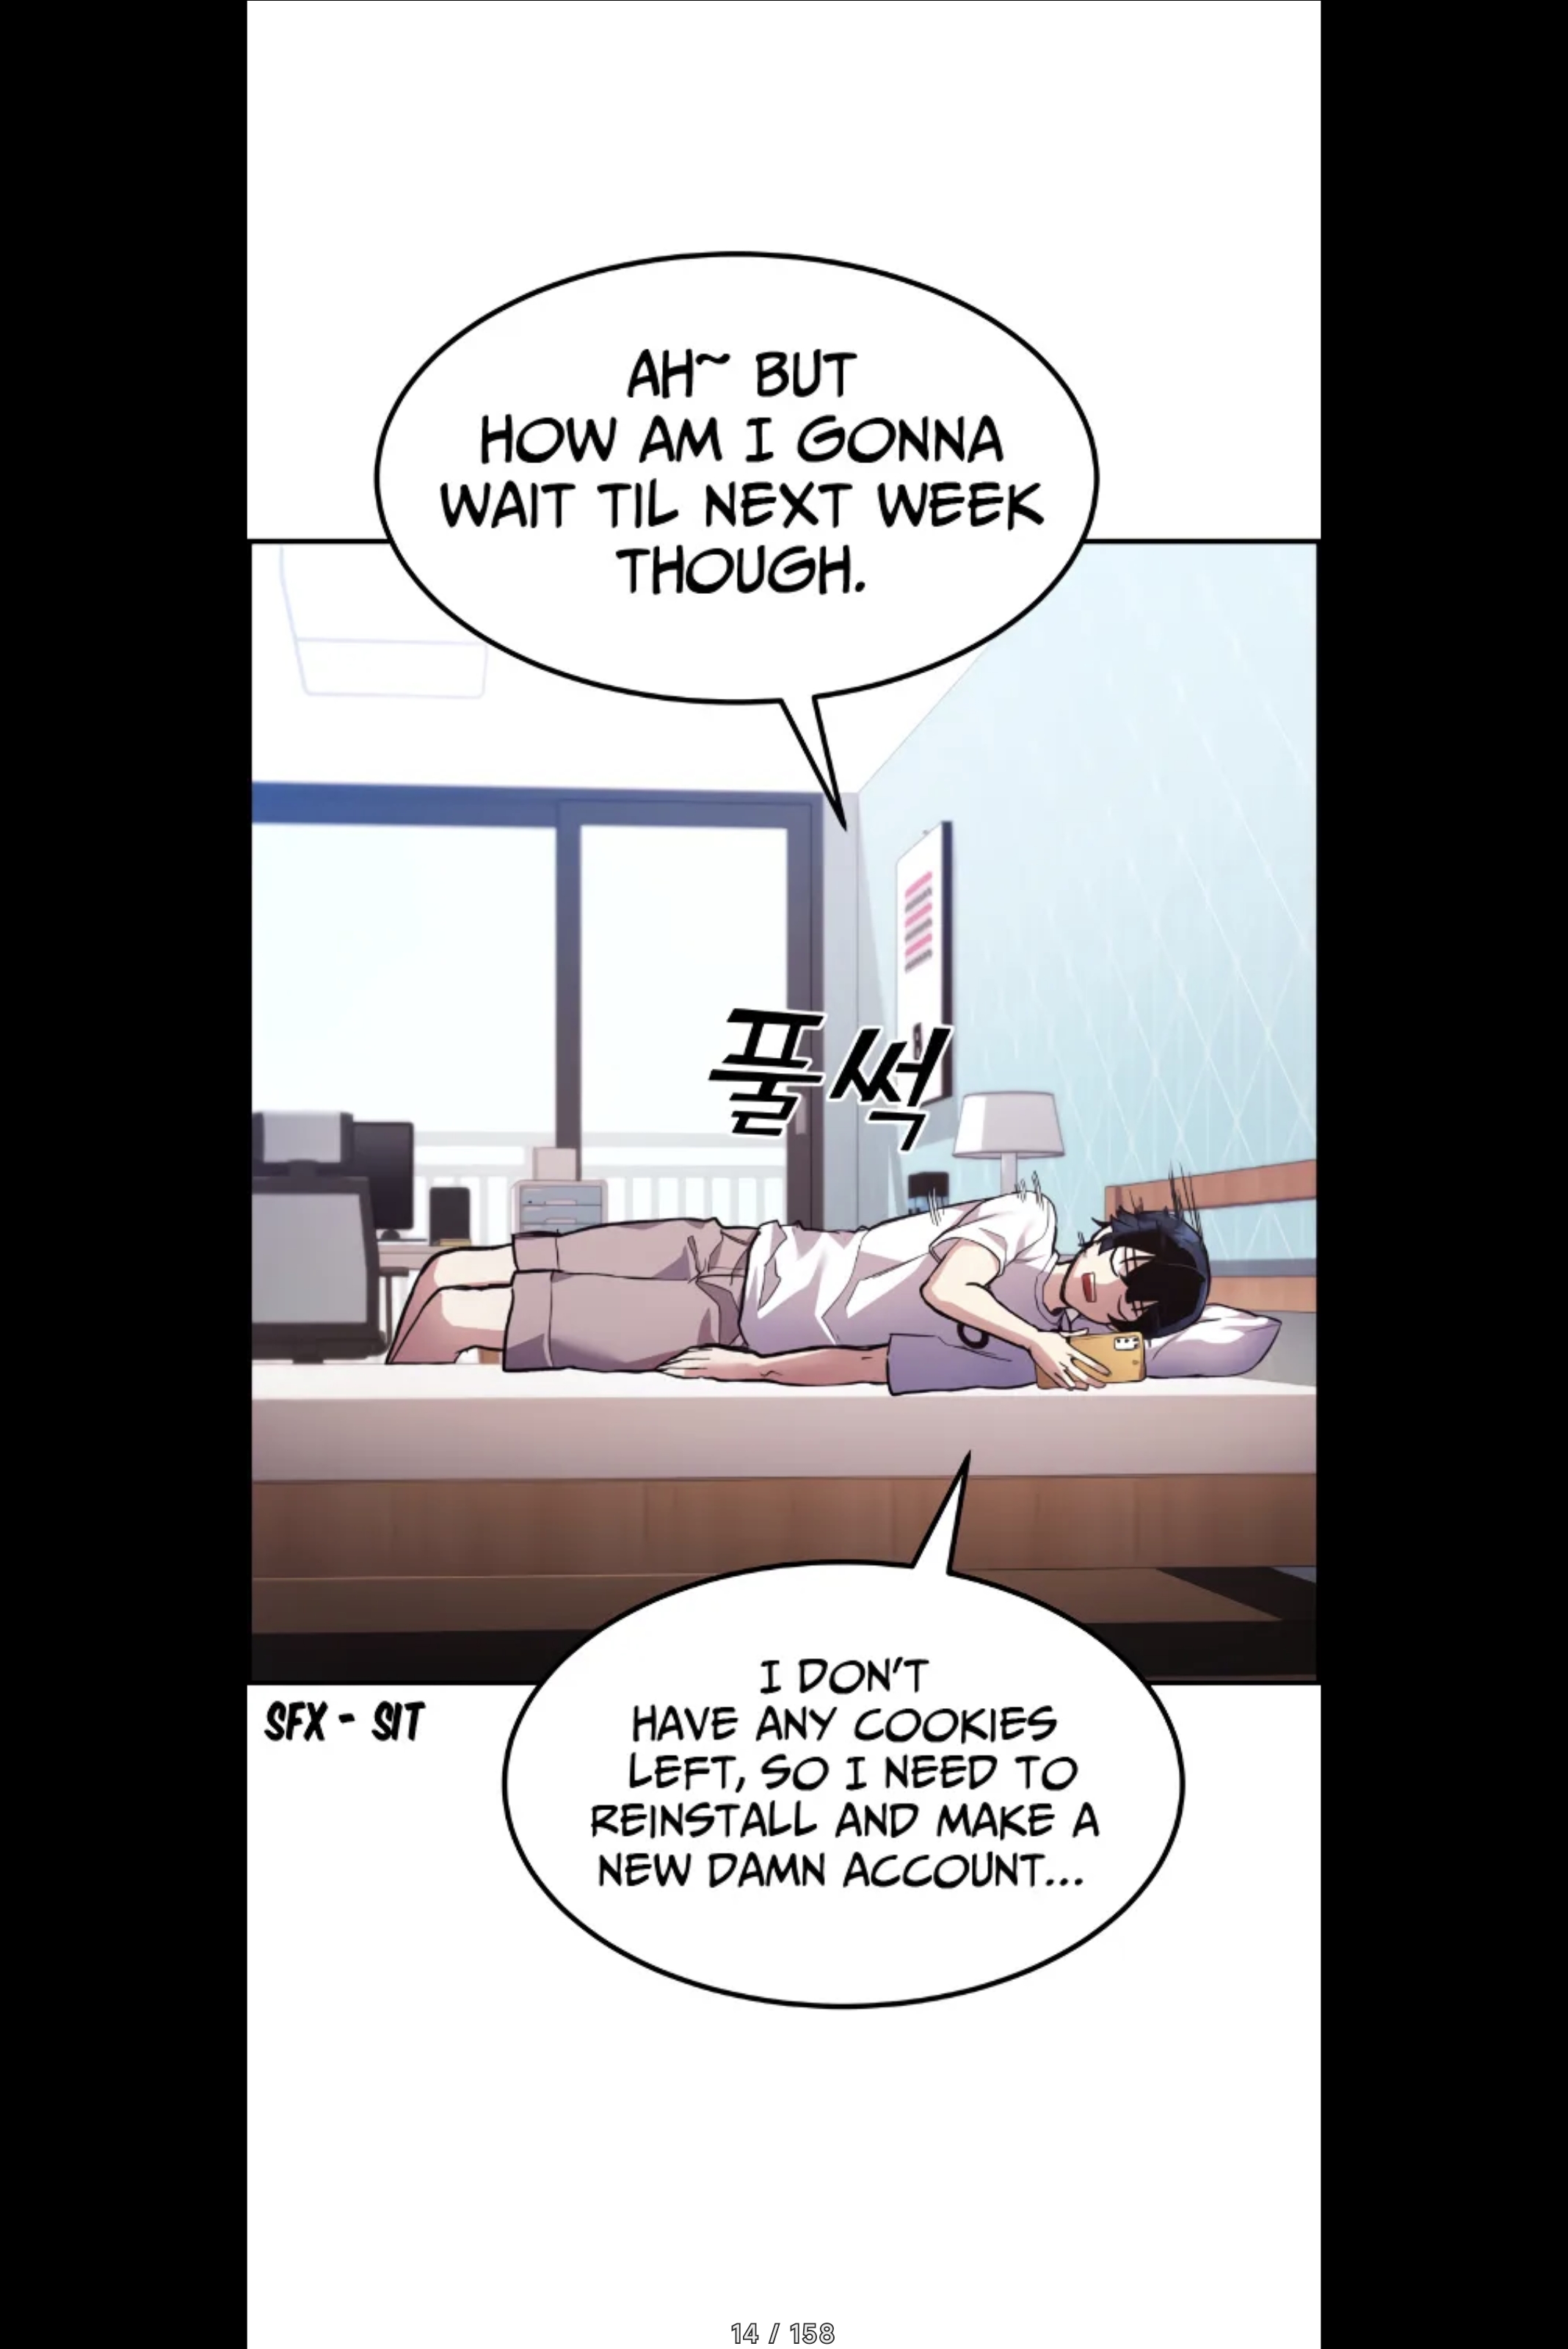 AH~ BUT
HOW AM I GONNA
WAIT TIL NEXT WEEK
THOUGH.
풀썩
I DON'T
HAVE ANY COOKIES
LEFT, SO I NEED TO
REINSTALL AND MAKE A
NEW DAMN ACCOUNT...
SFX - SIT
14 / 158